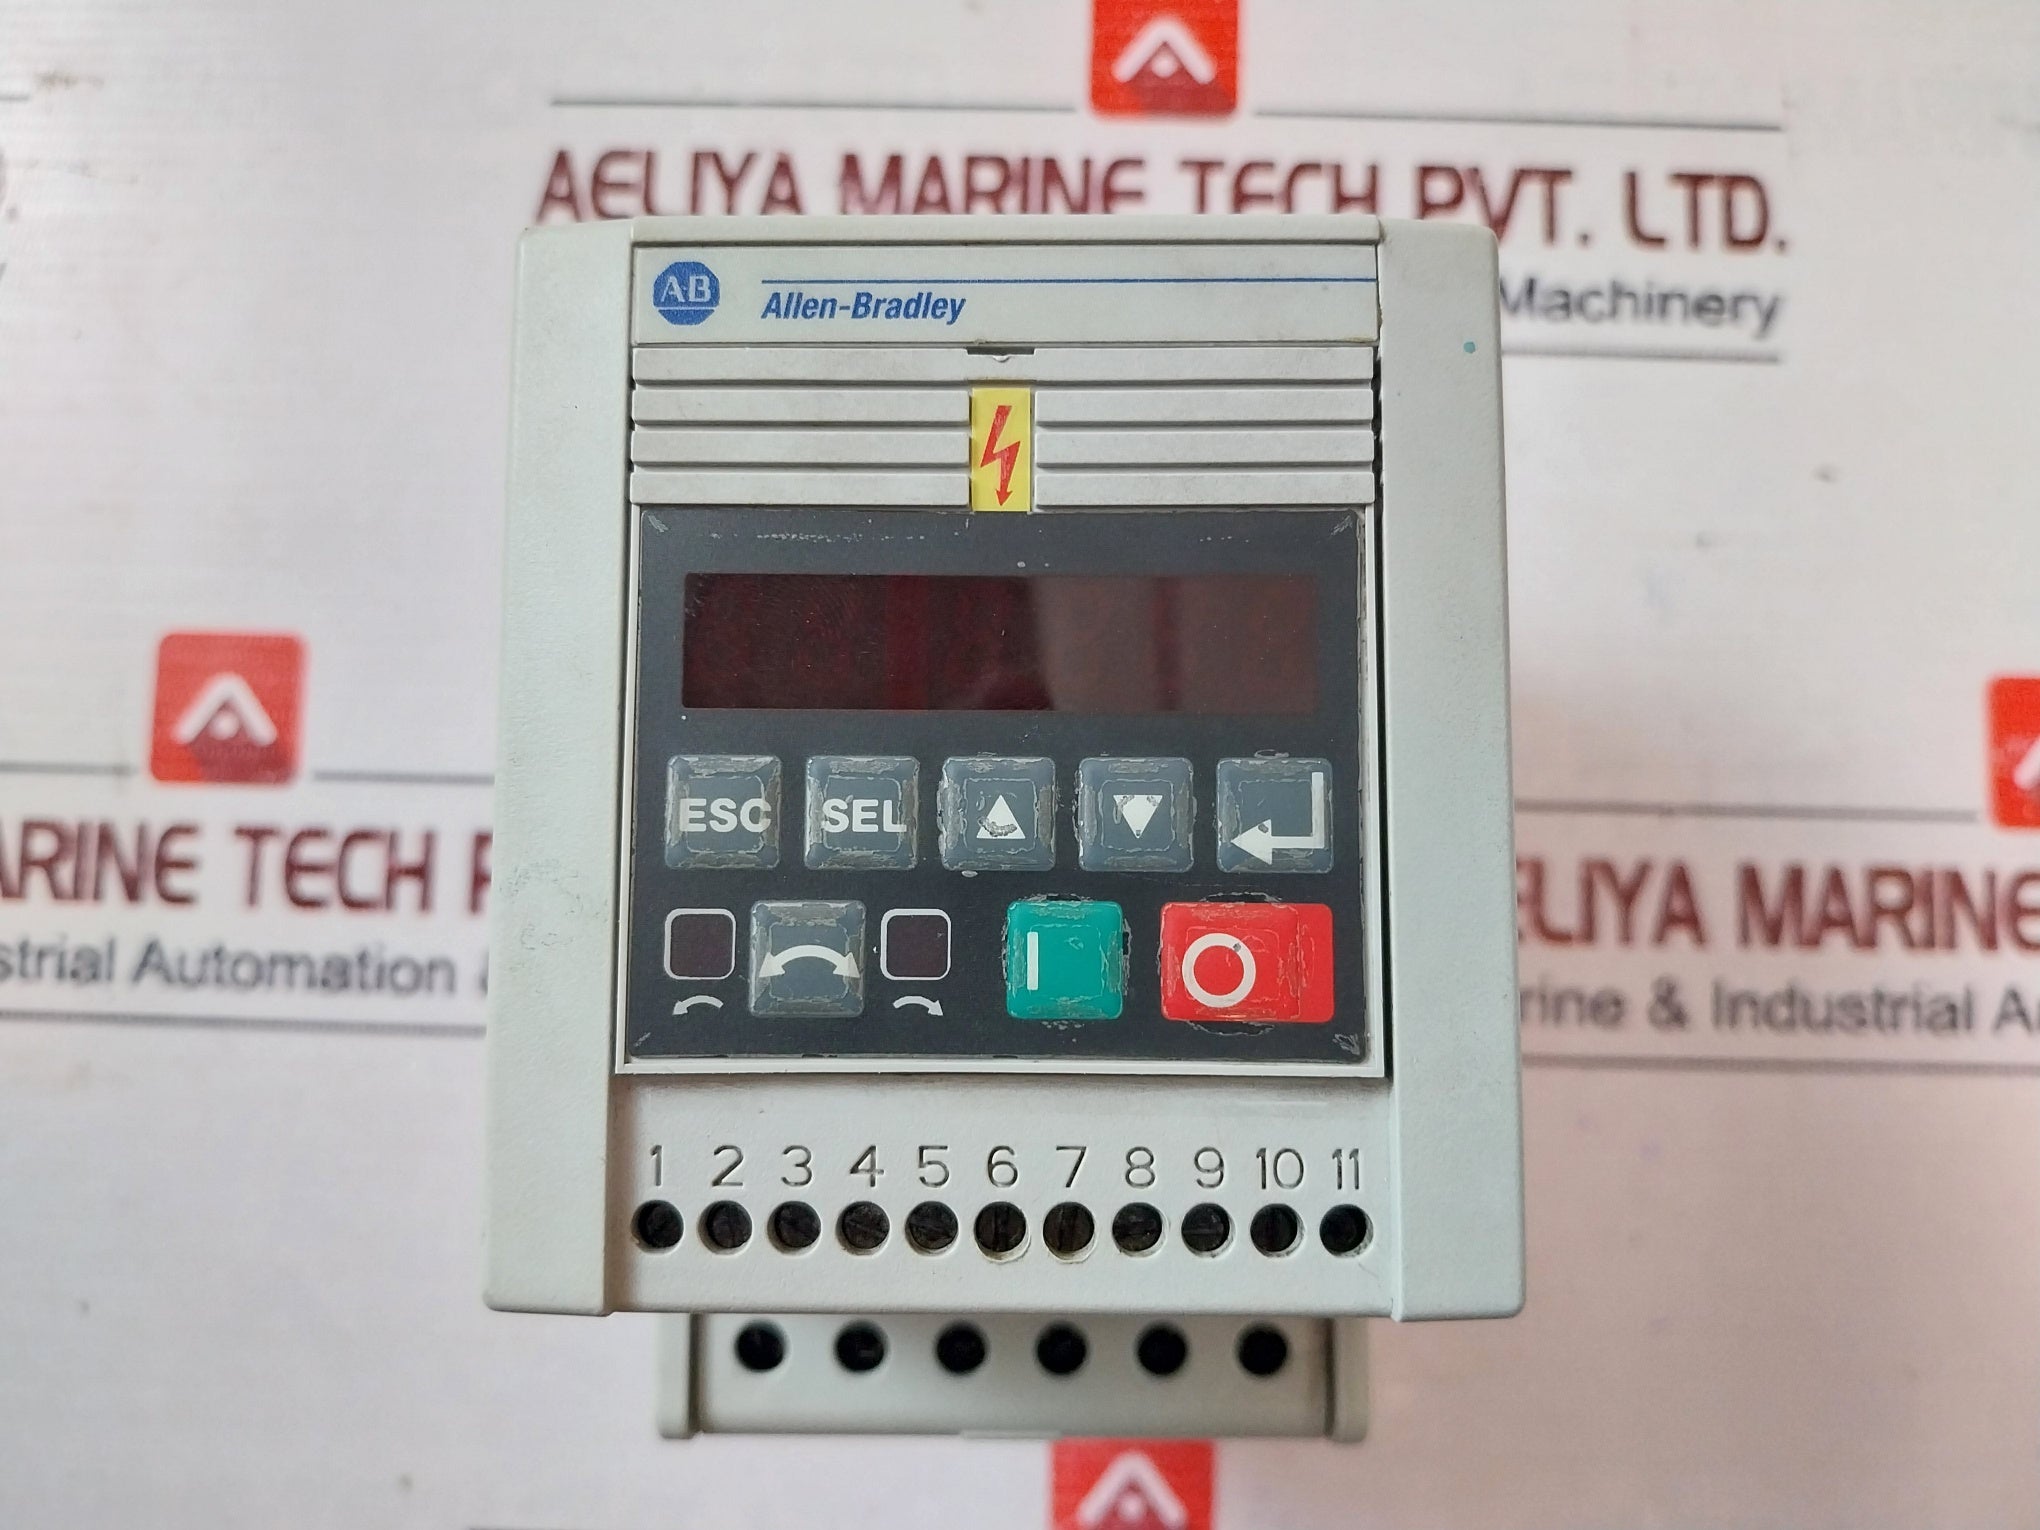 AELIYA MARINE TECH PVT. LTD.
Machinery
AB
Allen-Bradley
ESC SEL
I O
ARINE TECH
strial Automation &
ELIYA MARINE
rine & Industrial A
1 2 3 4 5 6 7 8 9 10 11